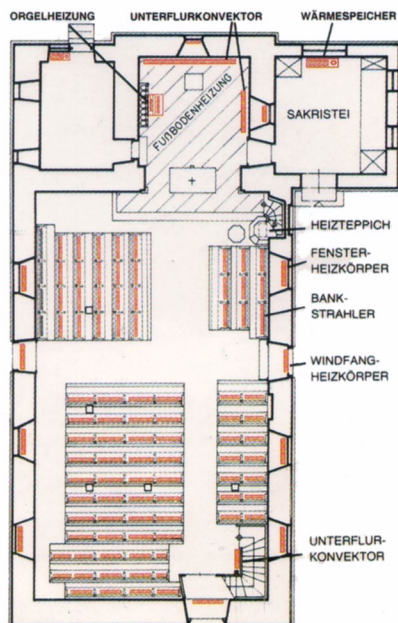 ORGELHEIZUNG
UNTERFLURKONVEKTOR
WÄRMESPEICHER
FUẞBODENHEIZUNG
SAKRISTEI
HEIZTEPPICH
FENSTER-
HEIZKÖRPER
BANK-
STRAHLER
WINDFANG-
HEIZKÖRPER
UNTERFLUR-
KONVEKTOR